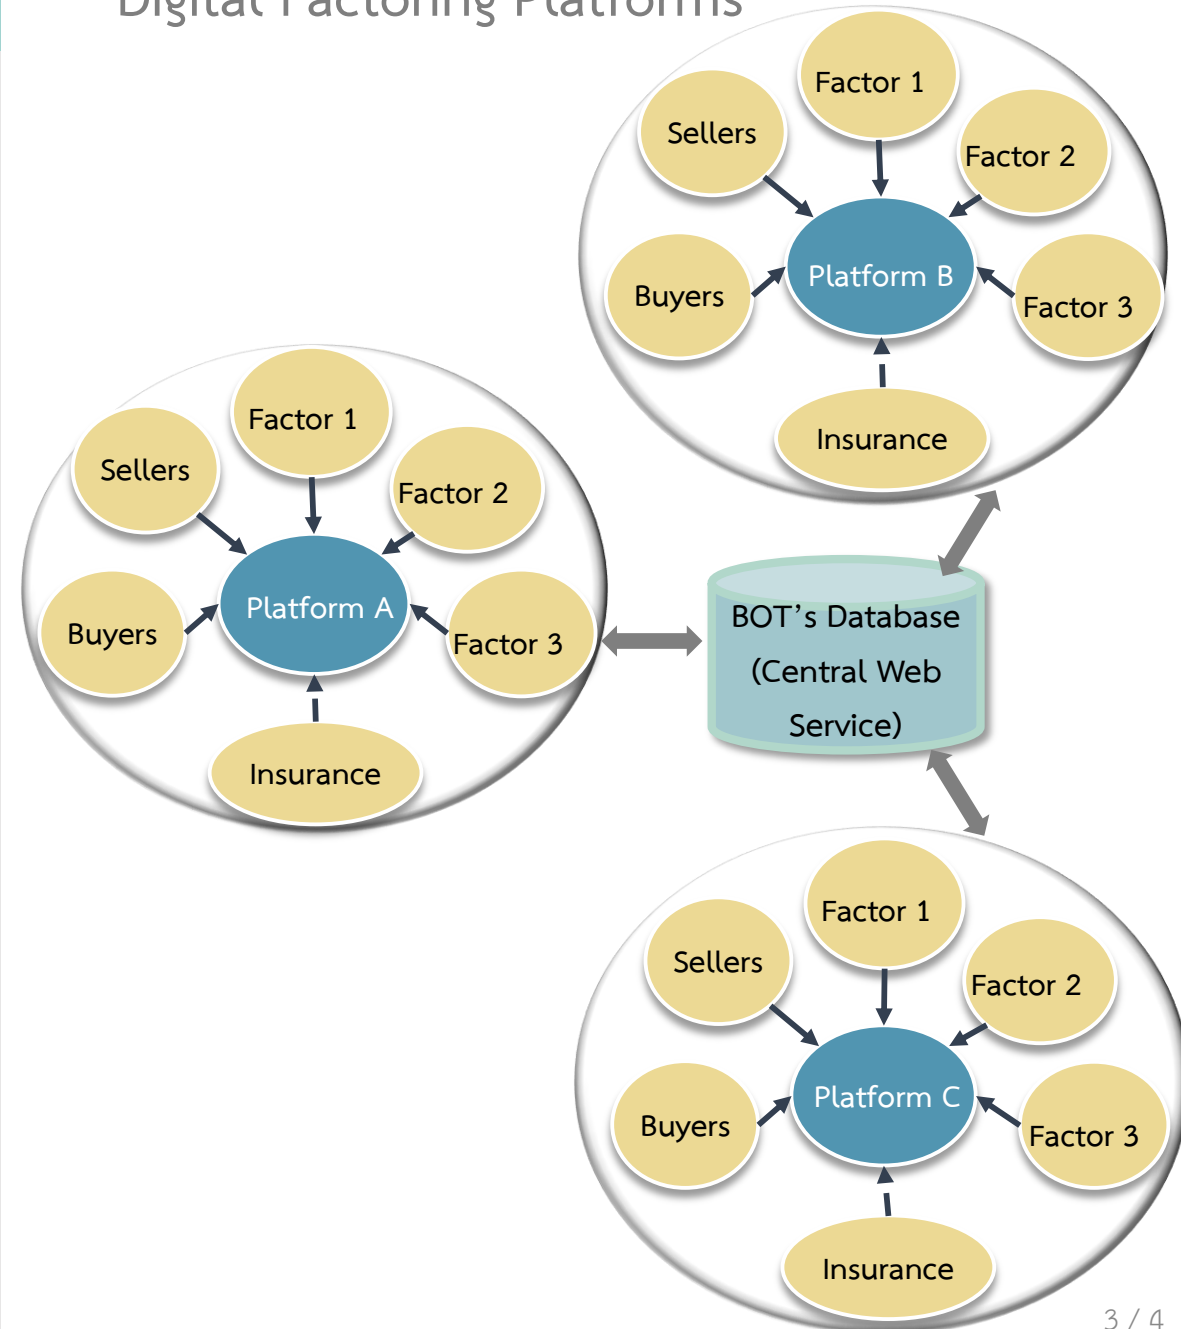 Digital Factoring Platforms
Factor 1
Sellers
Factor 2
Platform B
Buyers
Factor 3
Insurance
Factor 1
Sellers
Factor 2
Platform A
Buyers
Factor 3
Insurance
BOT’s Database
(Central Web
Service)
Factor 1
Sellers
Factor 2
Platform C
Buyers
Factor 3
Insurance
3 / 4